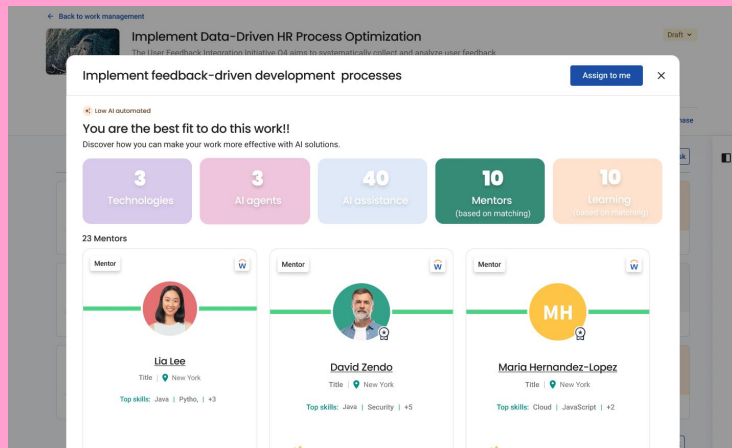 ← Back to work management
Implement Data-Driven HR Process Optimization
Draft
The User Feedback Integration Initiative Q4 aims to systematically collect and analyze user feedback
Implement feedback-driven development processes
Assign to me
Low AI automated
You are the best fit to do this work!!
Discover how you can make your work more effective with AI solutions.
3
Technologies
3
AI agents
40
AI assistance
10
Mentors
(based on matching)
10
Learning
(based on matching)
23 Mentors
Mentor
W
Lia Lee
Title | New York
Top skills: Java | Pytho, | +3
Mentor
W
David Zendo
Title | New York
Top skills: Java | Security | +5
Mentor
W
MH
Maria Hernandez-Lopez
Title | New York
Top skills: Cloud | JavaScript | +2